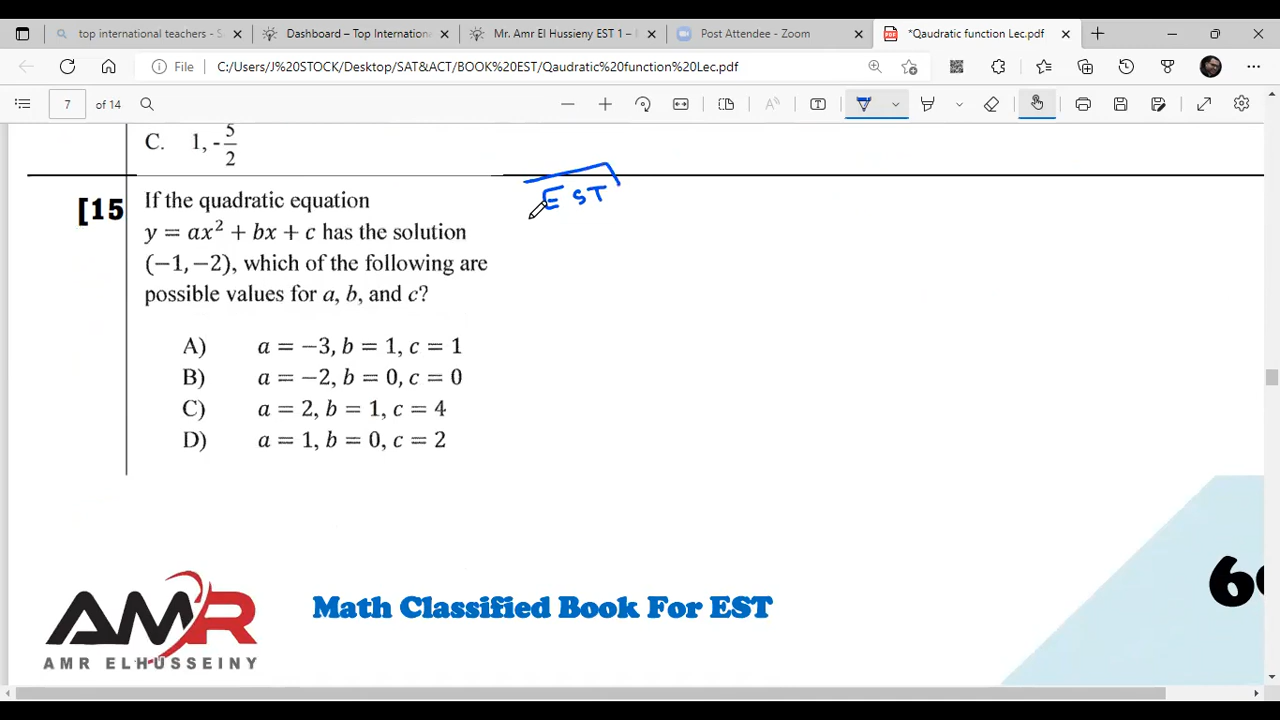 top international teachers - S
Dashboard – Top Internation
Mr. Amr El Hussieny EST 1 –
Post Attendee - Zoom
*Qaudratic function Lec.pdf
File
C:/Users/J%20STOCK/Desktop/SAT&ACT/BOOK%20EST/Qaudratic%20function%20Lec.pdf
7 of 14
C. 1, -5/2
EST
[15
If the quadratic equation
y = ax² + bx + c has the solution
(−1, −2), which of the following are
possible values for a, b, and c?
A) a = −3, b = 1, c = 1
B) a = −2, b = 0, c = 0
C) a = 2, b = 1, c = 4
D) a = 1, b = 0, c = 2
AMR
AMR ELHUSSEINY
Math Classified Book For EST